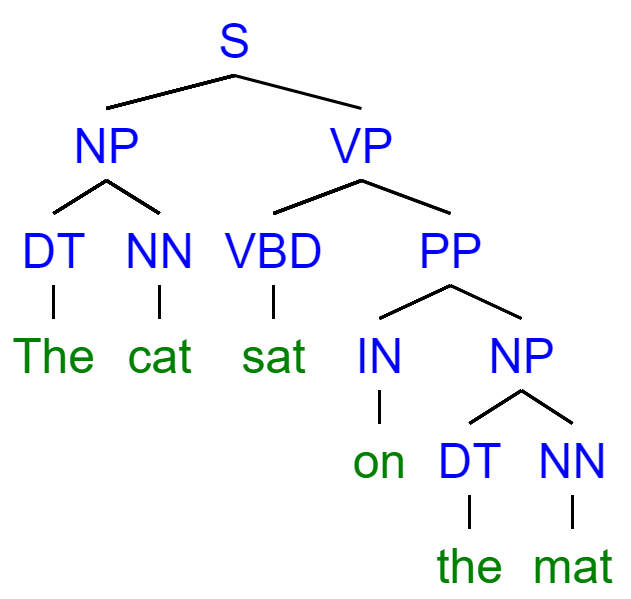 S
NP VP
DT NN VBD PP
The cat sat IN NP
on DT NN
the mat